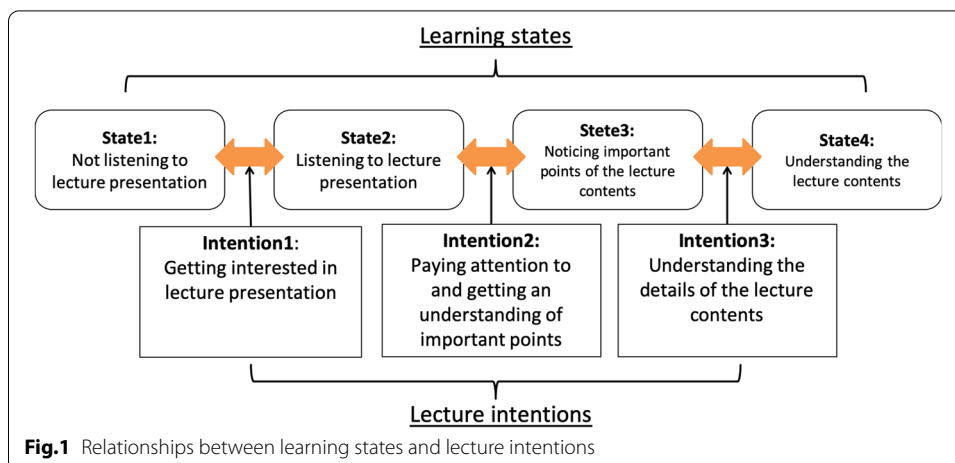 Learning states
State1:
Not listening to
lecture presentation
State2:
Listening to lecture
presentation
Stete3:
Noticing important
points of the lecture
contents
State4:
Understanding the
lecture contents
Intention1:
Getting interested in
lecture presentation
Intention2:
Paying attention to
and getting an
understanding of
important points
Intention3:
Understanding the
details of the lecture
contents
Lecture intentions
Fig.1 Relationships between learning states and lecture intentions